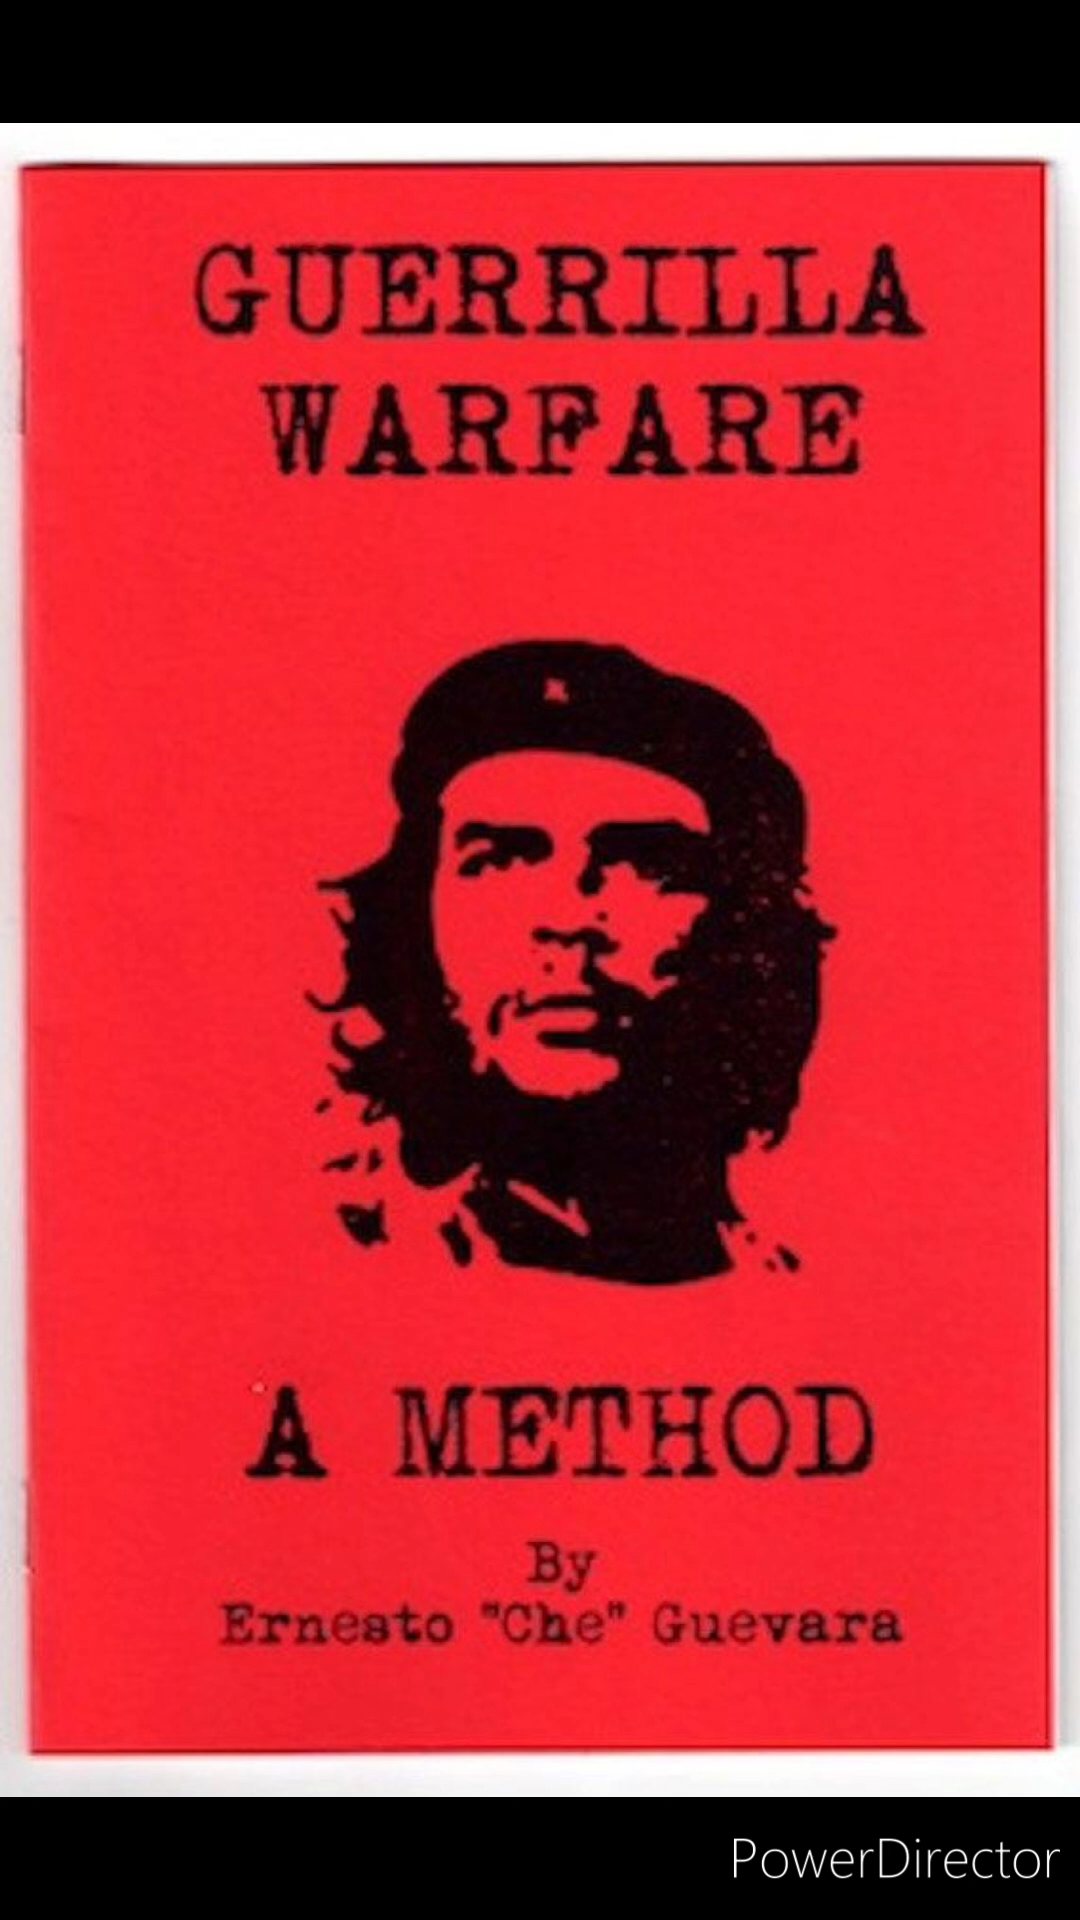 GUERRILLA
WARFARE
A METHOD
By
Ernesto "Che" Guevara
PowerDirector